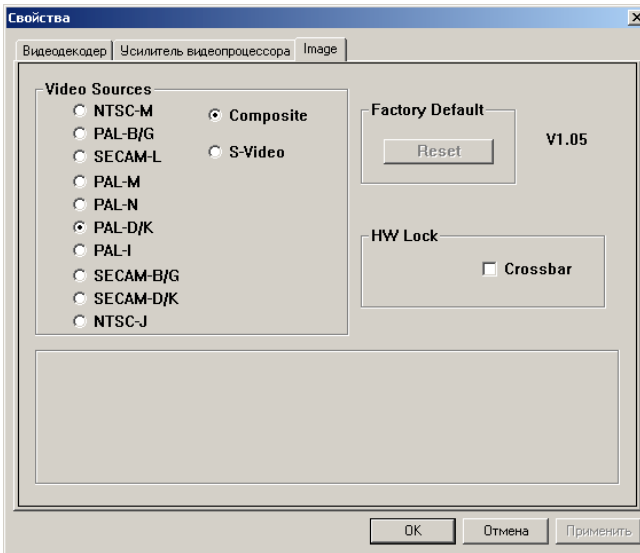 Свойства
Видеодекодер Усилитель видеопроцессора Image
Video Sources
NTSC-M
PAL-B/G
SECAM-L
PAL-M
PAL-N
PAL-D/K
PAL-I
SECAM-B/G
SECAM-D/K
NTSC-J
Composite
S-Video
Factory Default
Reset
V1.05
HW Lock
Crossbar
OK Отмена Применить